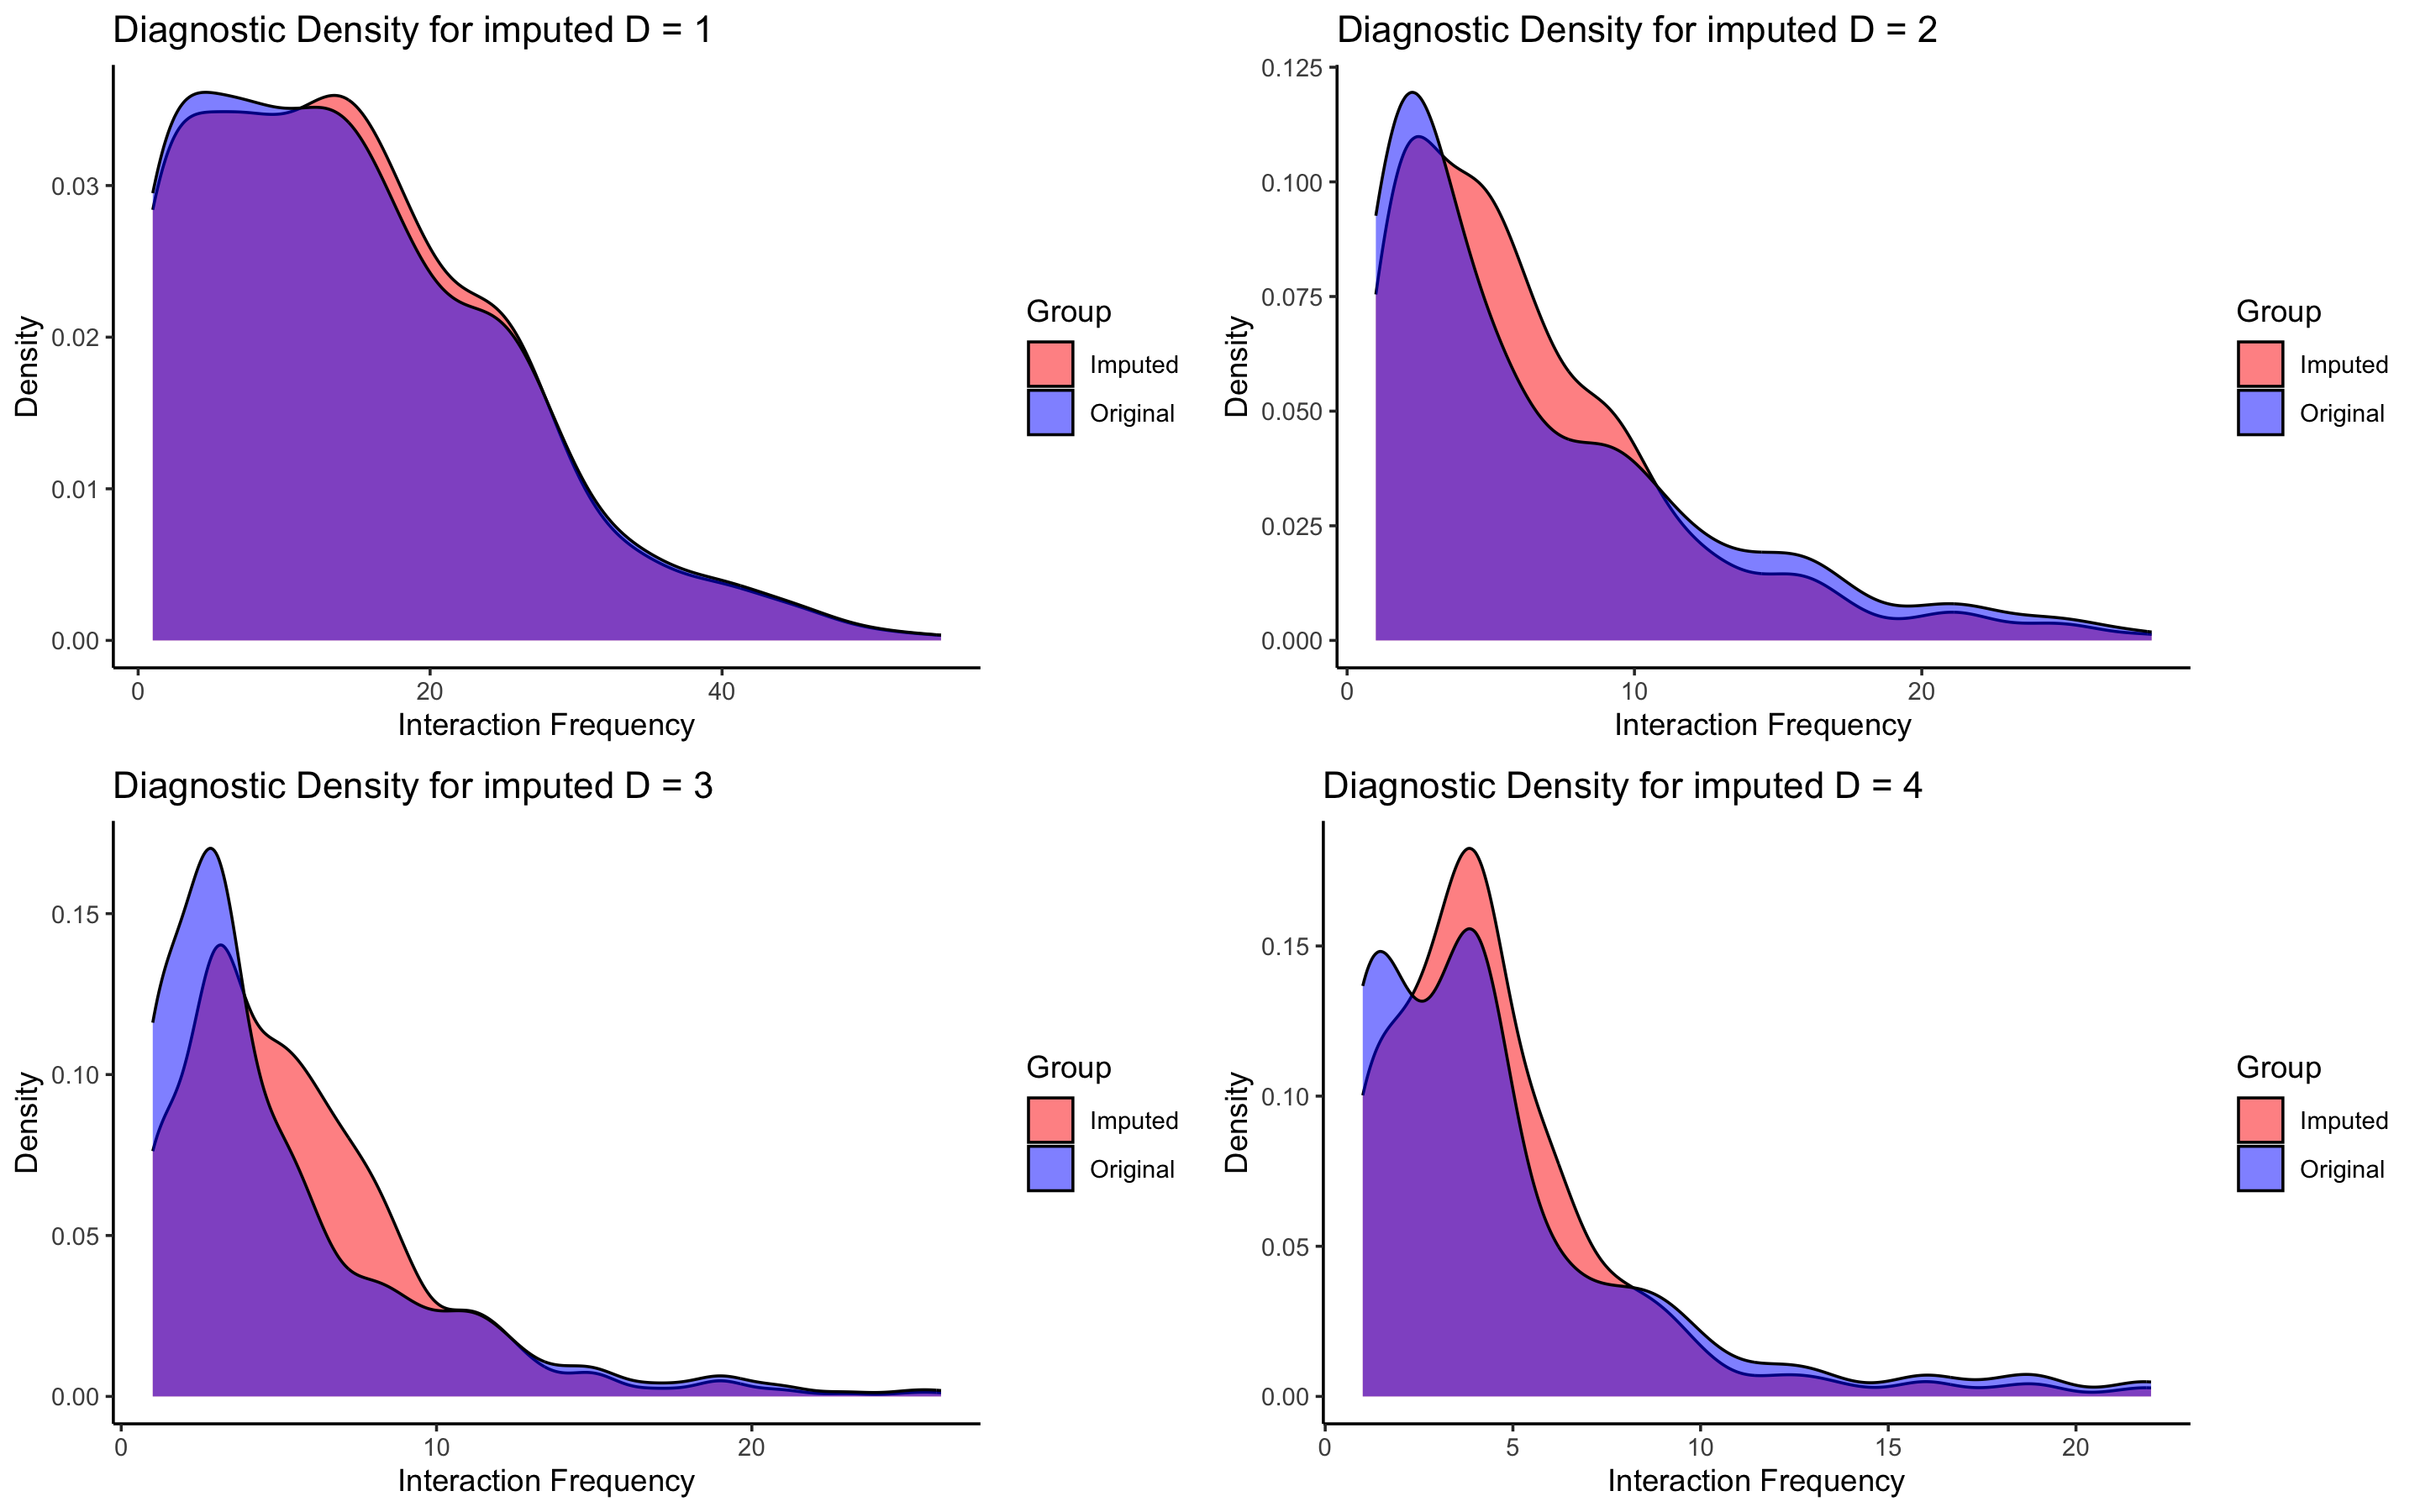 Diagnostic Density for imputed D = 1
Density
0.03
0.02
0.01
0.00
0
20
40
Interaction Frequency
Group
Imputed
Original
Diagnostic Density for imputed D = 2
Density
0.125
0.100
0.075
0.050
0.025
0.000
0
10
20
Interaction Frequency
Group
Imputed
Original
Diagnostic Density for imputed D = 3
Density
0.15
0.10
0.05
0.00
0
10
20
Interaction Frequency
Group
Imputed
Original
Diagnostic Density for imputed D = 4
Density
0.15
0.10
0.05
0.00
0
5
10
15
20
Interaction Frequency
Group
Imputed
Original